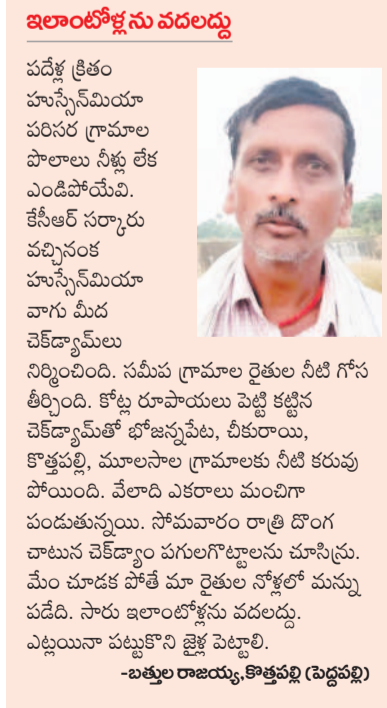 ఇలాంటోళ్లను వదలద్దు
పదేళ్ల క్రితం
హుస్సేన్‌మియా
పరిసర గ్రామాల
పొలాలు నీళ్లు లేక
ఎండిపోయేవి.
కేసీఆర్ సర్కారు
వచ్చినంక
హుస్సేన్‌మియా
వాగు మీద
చెక్‌డ్యామ్‌లు
నిర్మించింది. సమీప గ్రామాల రైతుల నీటి గోస
తీర్చింది. కోట్ల రూపాయలు పెట్టి కట్టిన
చెక్‌డ్యామ్‌తో భోజన్నపేట, చీకురాయి,
కొత్తపల్లి, మూలసాల గ్రామాలకు నీటి కరువు
పోయింది. వేలాది ఎకరాలు మంచిగా
పండుతున్నయి. సోమవారం రాత్రి దొంగ
చాటున చెక్‌డ్యాం పగులగొట్టాలను చూసిన్రు.
మేం చూడక పోతే మా రైతుల నోళ్లలో మన్ను
పడేది. సారు ఇలాంటోళ్లను వదలద్దు.
ఎట్లయినా పట్టుకొని జైళ్ల పెట్టాలి.
-బత్తుల రాజయ్య,కొత్తపల్లి (పెద్దపల్లి)